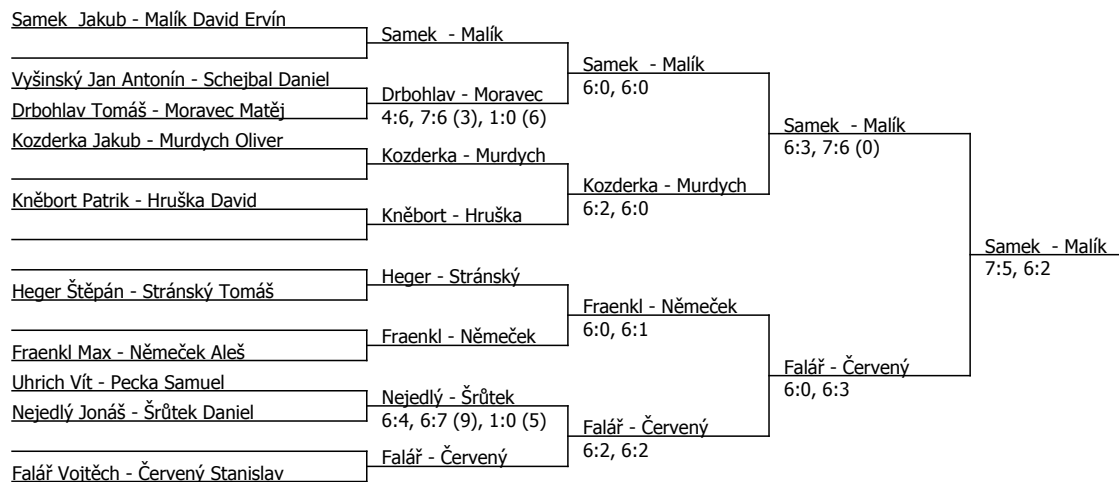 Samek  Jakub - Malík David Ervín
Vyšinský Jan Antonín - Schejbal Daniel
Drbohlav Tomáš - Moravec Matěj
Kozderka Jakub - Murdych Oliver
Kněbort Patrik - Hruška David
Heger Štěpán - Stránský Tomáš
Fraenkl Max - Němeček Aleš
Uhrich Vít - Pecka Samuel
Nejedlý Jonáš - Šrůtek Daniel
Falář Vojtěch - Červený Stanislav
Samek  - Malík
Drbohlav - Moravec
4:6, 7:6 (3), 1:0 (6)
Kozderka - Murdych
Kněbort - Hruška
Heger - Stránský
Fraenkl - Němeček
Nejedlý - Šrůtek
6:4, 6:7 (9), 1:0 (5)
Falář - Červený
Samek  - Malík
6:0, 6:0
Kozderka - Murdych
6:2, 6:0
Fraenkl - Němeček
6:0, 6:1
Falář - Červený
6:2, 6:2
Samek  - Malík
6:3, 7:6 (0)
Falář - Červený
6:0, 6:3
Samek  - Malík
7:5, 6:2